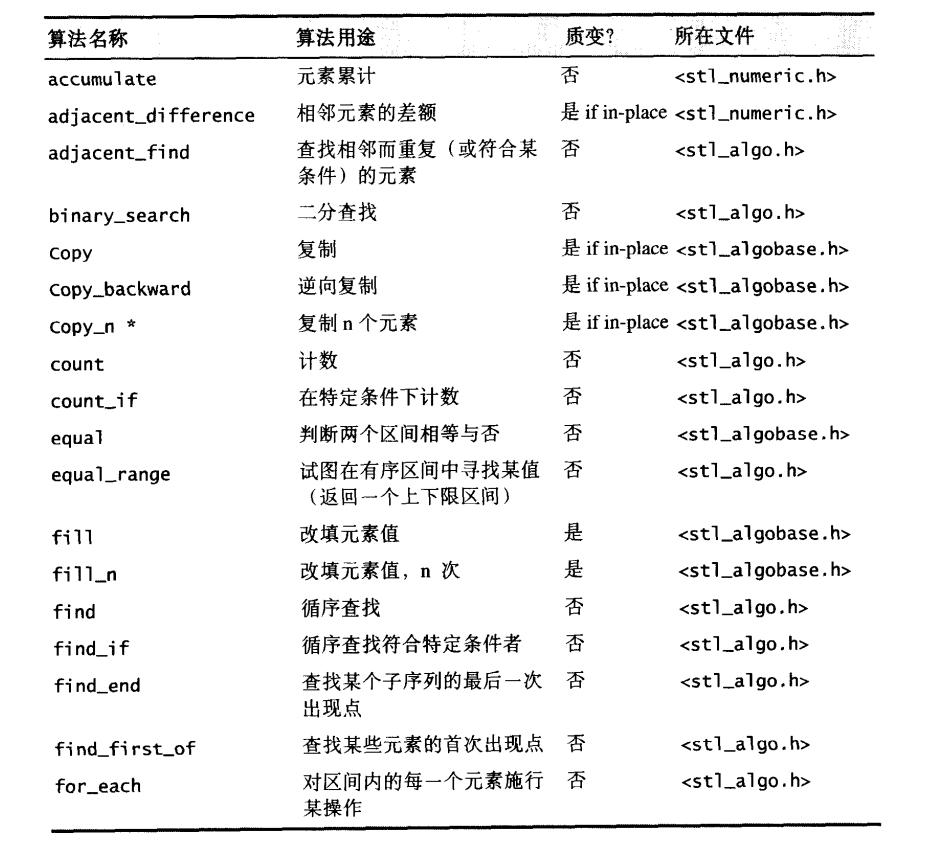 算法名称 算法用途 质变? 所在文件
accumulate 元素累计 否 <stl_numeric.h>
adjacent_difference 相邻元素的差额 是 if in-place <stl_numeric.h>
adjacent_find 查找相邻而重复（或符合某 否 <stl_algo.h>
条件）的元素
binary_search 二分查找 否 <stl_algo.h>
Copy 复制 是 if in-place <stl_algobase.h>
Copy_backward 逆向复制 是 if in-place <stl_algobase.h>
Copy_n * 复制 n 个元素 是 if in-place <stl_algobase.h>
count 计数 否 <stl_algo.h>
count_if 在特定条件下计数 否 <stl_algo.h>
equal 判断两个区间相等与否 否 <stl_algobase.h>
equal_range 试图在有序区间中寻找某值 否 <stl_algo.h>
（返回一个上下限区间）
fill 改填元素值 是 <stl_algobase.h>
fill_n 改填元素值，n 次 是 <stl_algobase.h>
find 循序查找 否 <stl_algo.h>
find_if 循序查找符合特定条件者 否 <stl_algo.h>
find_end 查找某个子序列的最后一次 否 <stl_algo.h>
出现点
find_first_of 查找某些元素的首次出现点 否 <stl_algo.h>
for_each 对区间内的每一个元素施行 否 <stl_algo.h>
某操作